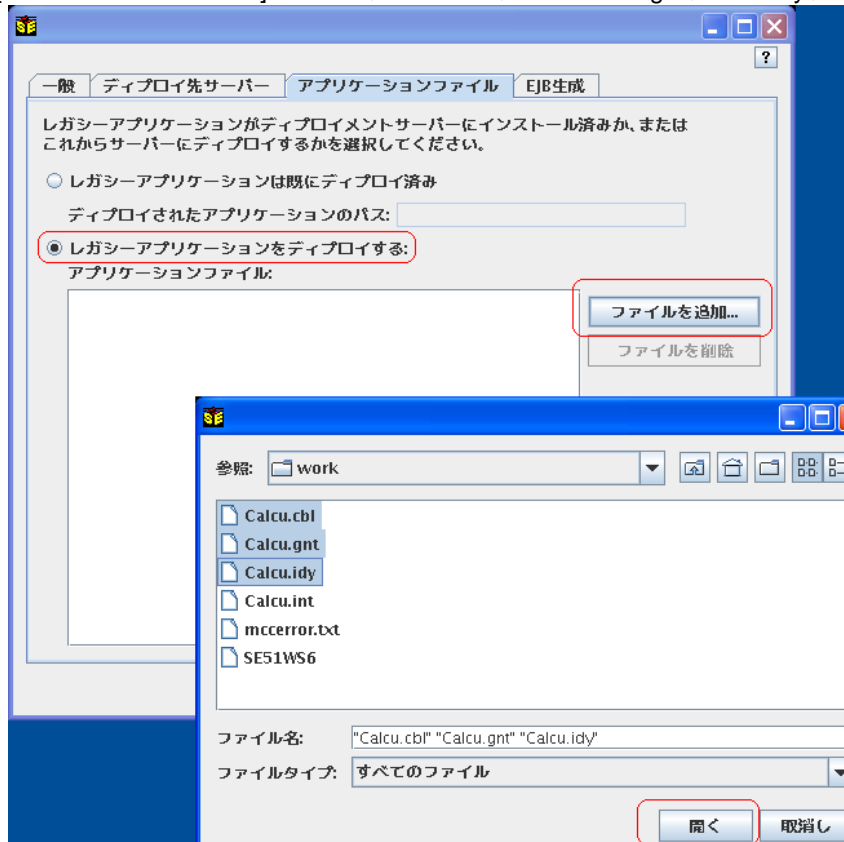 SE
?
一般 ディプロイ先サーバー アプリケーションファイル EJB生成
レガシーアプリケーションがディプロイメントサーバーにインストール済みか、または
これからサーバーにディプロイするかを選択してください。
レガシーアプリケーションは既にディプロイ済み
ディプロイされたアプリケーションのパス:
レガシーアプリケーションをディプロイする:
アプリケーションファイル:
ファイルを追加...
ファイルを削除
SE
参照: work
Calcu.cbl
Calcu.gnt
Calcu.idy
Calcu.int
mccerror.txt
SE51WS6
ファイル名: "Calcu.cbl" "Calcu.gnt" "Calcu.idy"
ファイルタイプ: すべてのファイル
開く 取消し